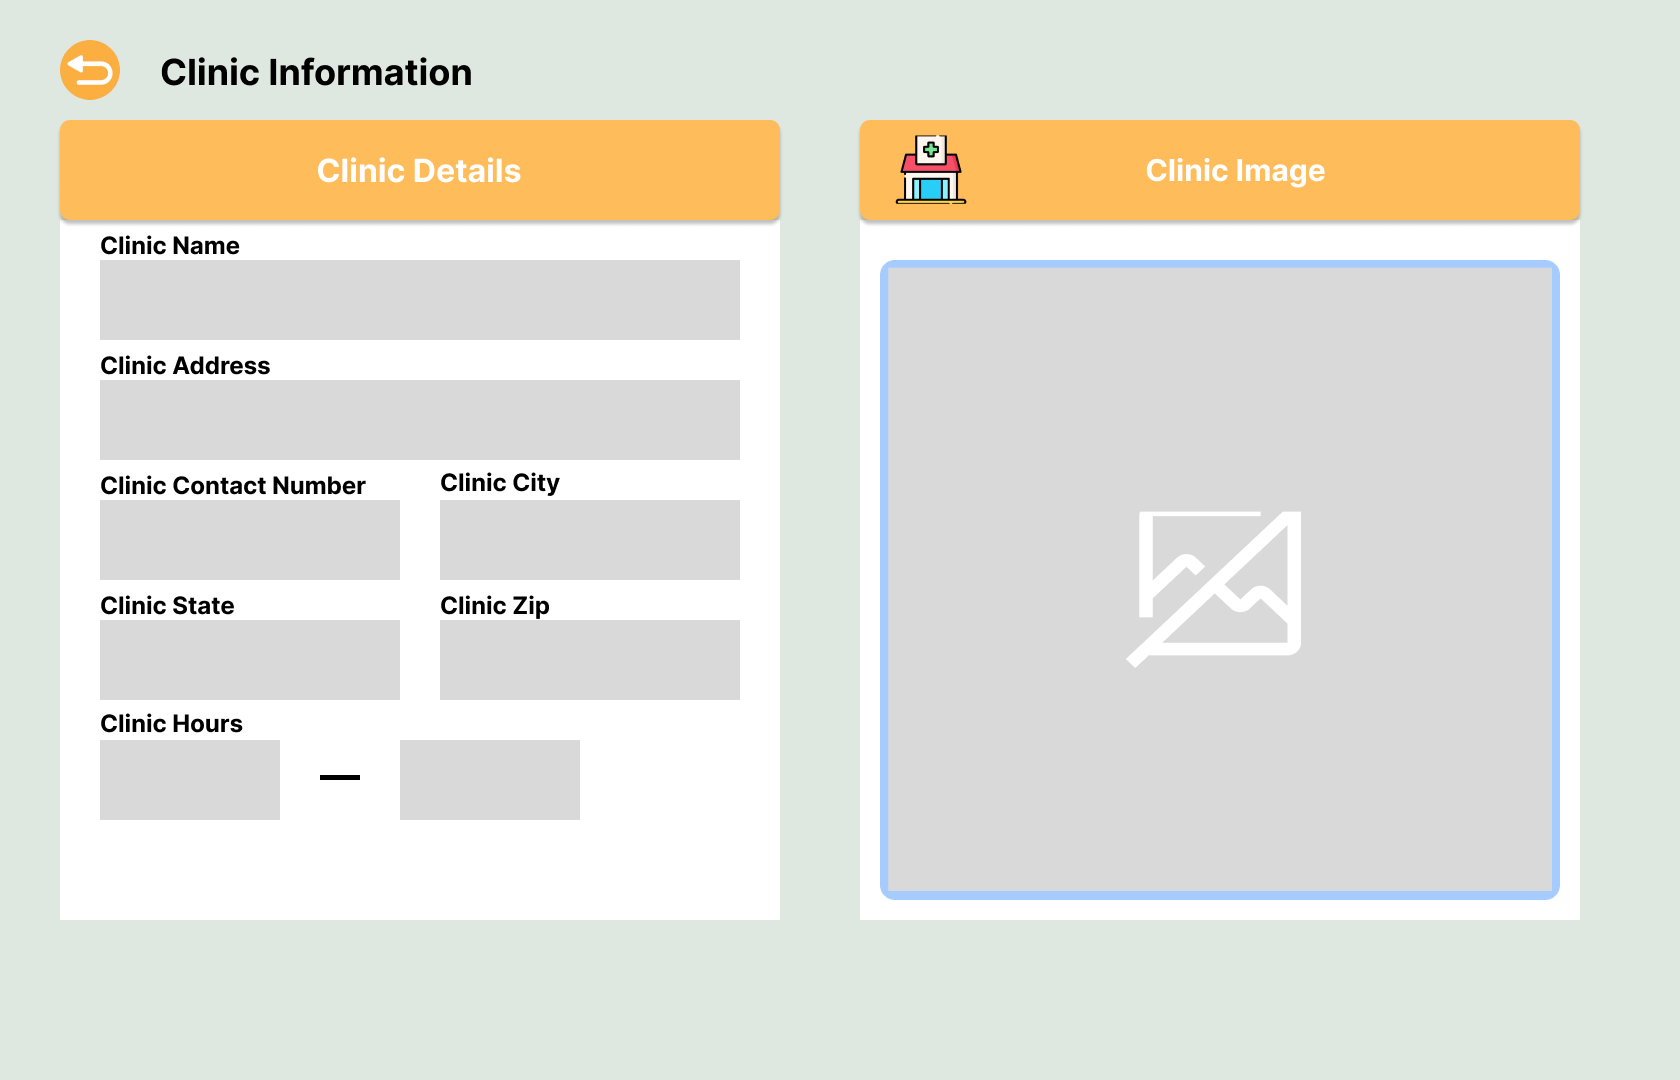 Clinic Information
Clinic Details
Clinic Name
Clinic Address
Clinic Contact Number
Clinic City
Clinic State
Clinic Zip
Clinic Hours
Clinic Image